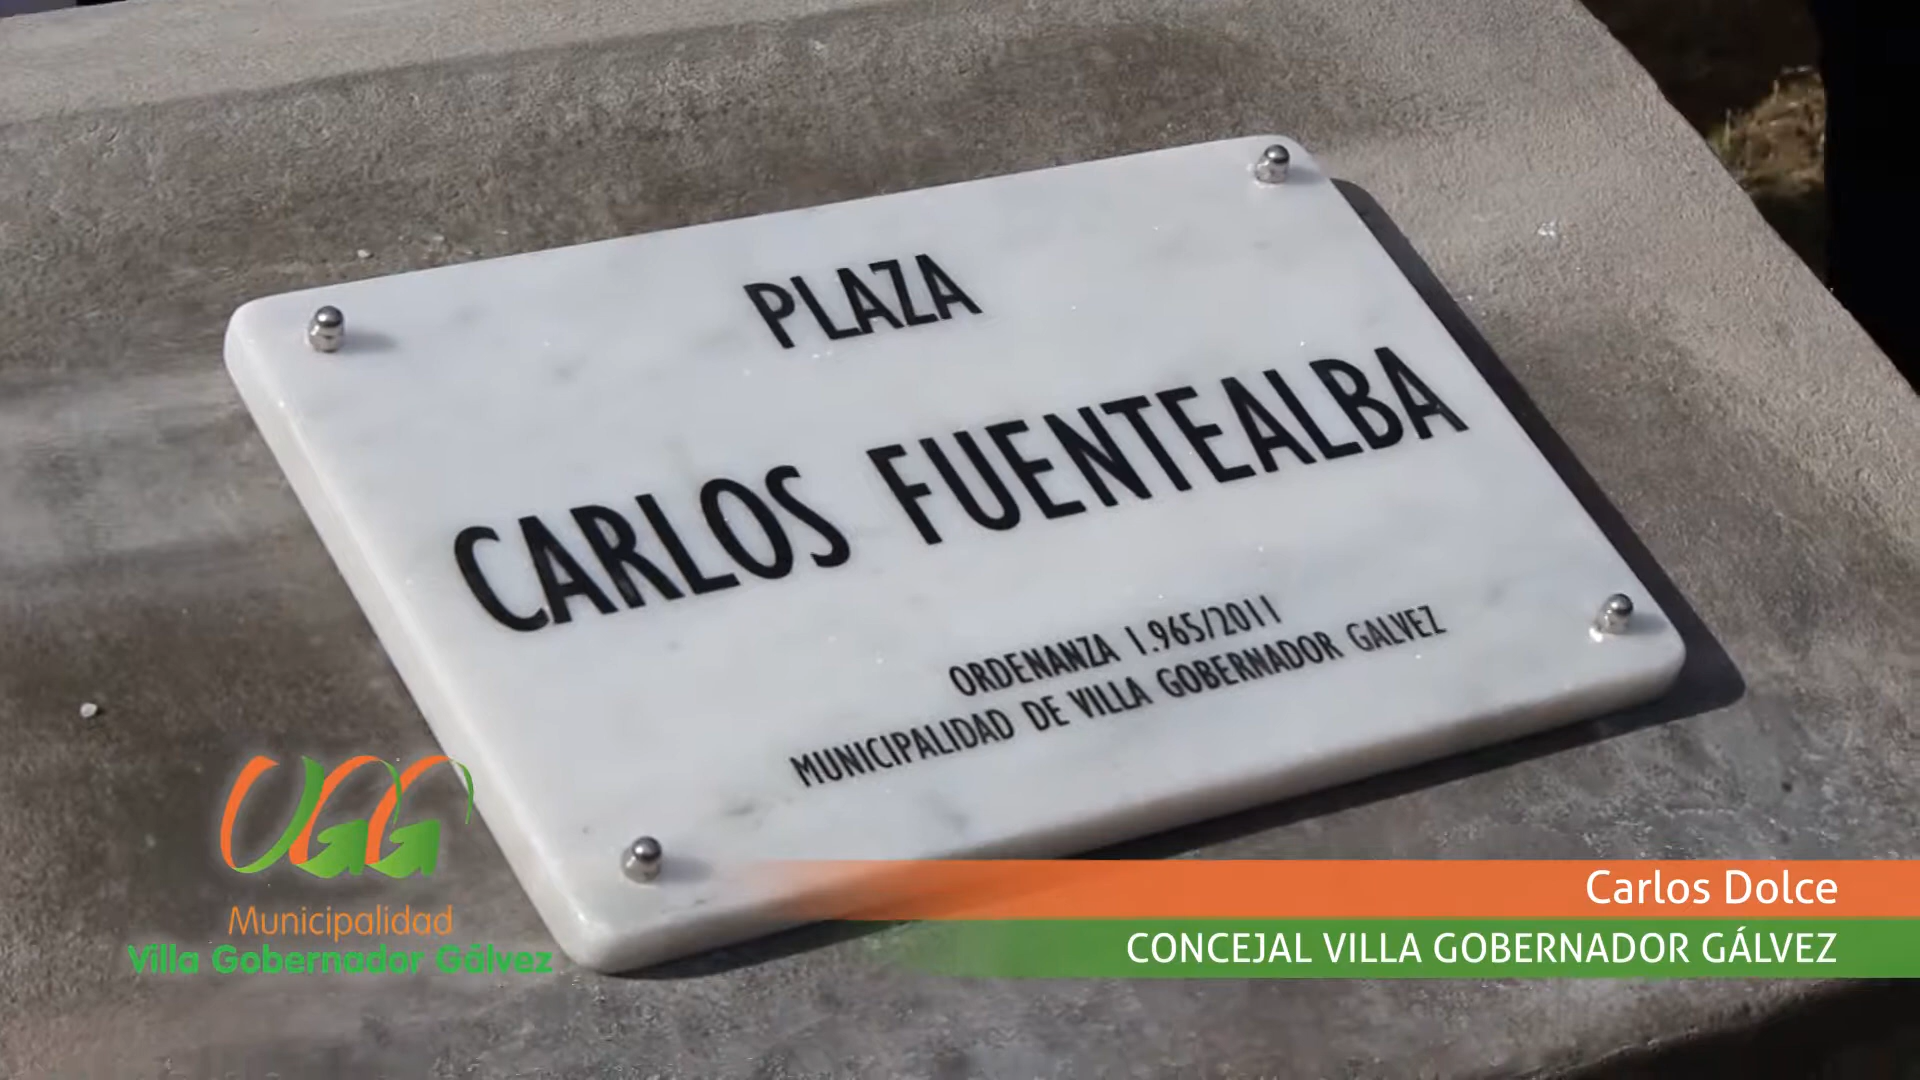 PLAZA
CARLOS FUENTEALBA
ORDENANZA 1.965/2011
MUNICIPALIDAD DE VILLA GOBERNADOR GALVEZ
VGG
Municipalidad
Villa Gobernador Gálvez
Carlos Dolce
CONCEJAL VILLA GOBERNADOR GÁLVEZ